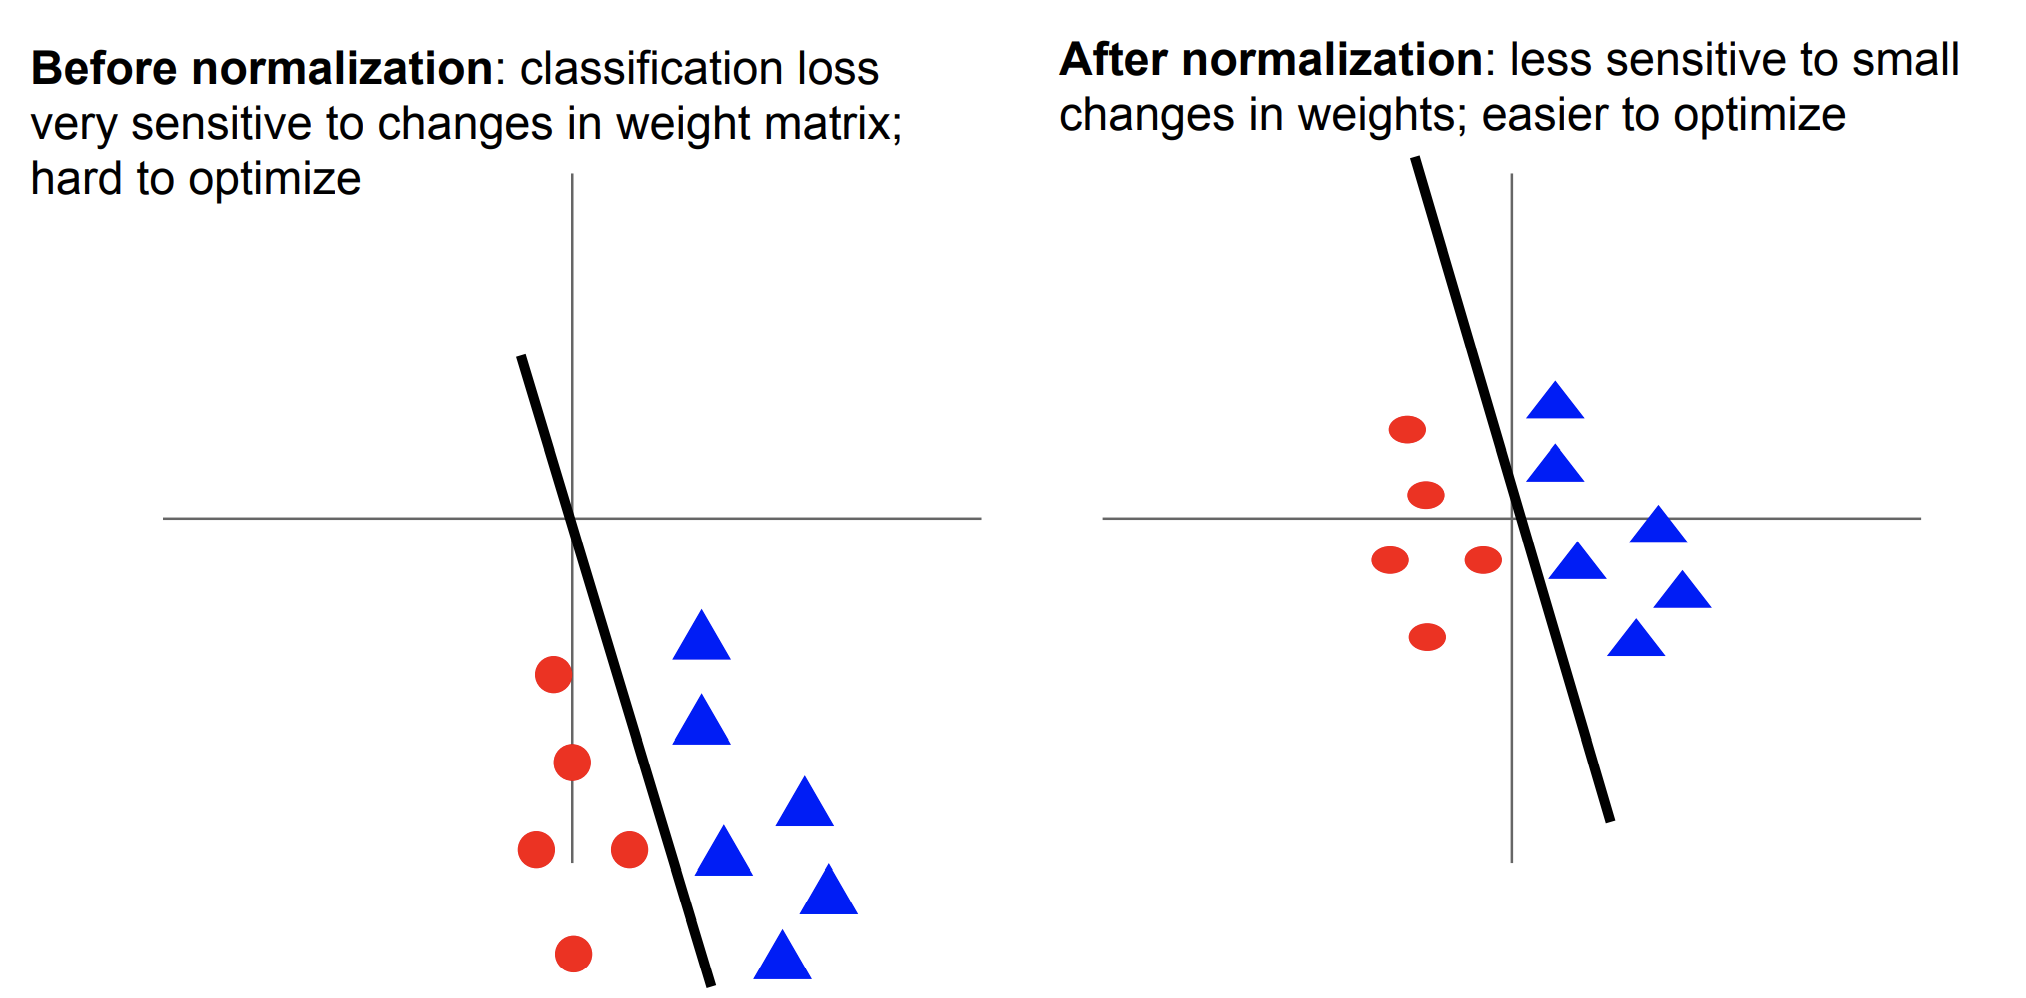 Before normalization: classification loss
very sensitive to changes in weight matrix;
hard to optimize
After normalization: less sensitive to small
changes in weights; easier to optimize